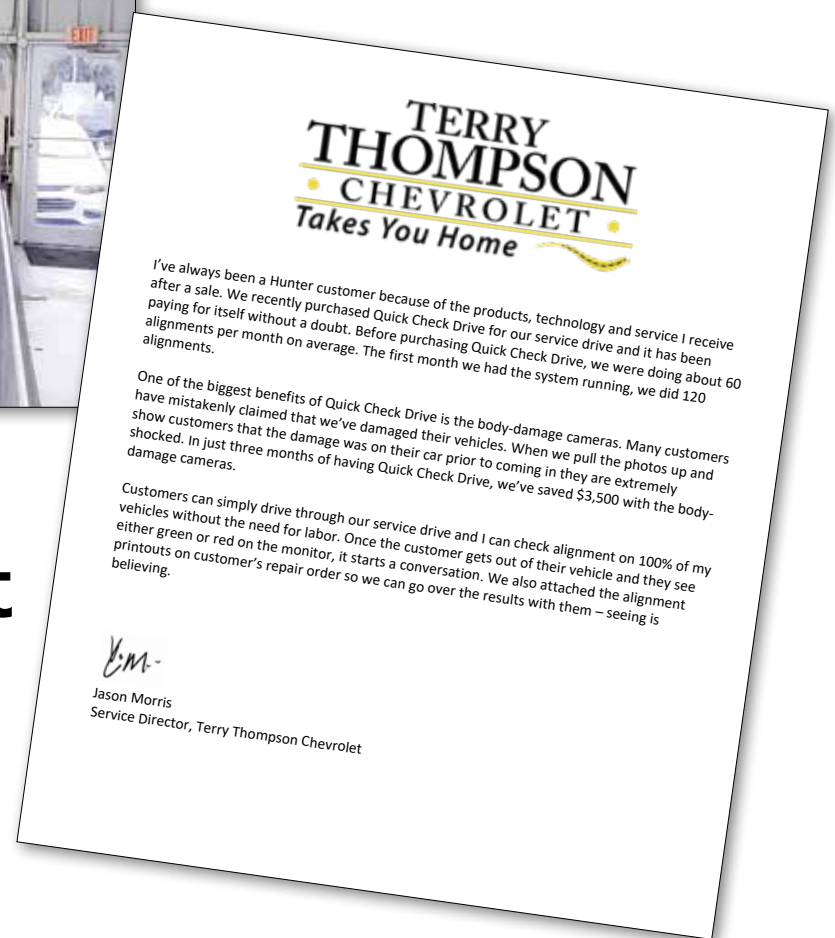 EXIT
TERRY
THOMPSON
CHEVROLET
Takes You Home
I've always been a Hunter customer because of the products, technology and service I receive
after a sale. We recently purchased Quick Check Drive for our service drive and it has been
paying for itself without a doubt. Before purchasing Quick Check Drive, we were doing about 60
alignments per month on average. The first month we had the system running, we did 120
alignments.
One of the biggest benefits of Quick Check Drive is the body-damage cameras. Many customers
have mistakenly claimed that we've damaged their vehicles. When we pull the photos up and
show customers that the damage was on their car prior to coming in they are extremely
shocked. In just three months of having Quick Check Drive, we've saved $3,500 with the body-
damage cameras.
Customers can simply drive through our service drive and I can check alignment on 100% of my
vehicles without the need for labor. Once the customer gets out of their vehicle and they see
either green or red on the monitor, it starts a conversation. We also attached the alignment
printouts on customer's repair order so we can go over the results with them – seeing is
believing.
t
Jason Morris
Service Director, Terry Thompson Chevrolet